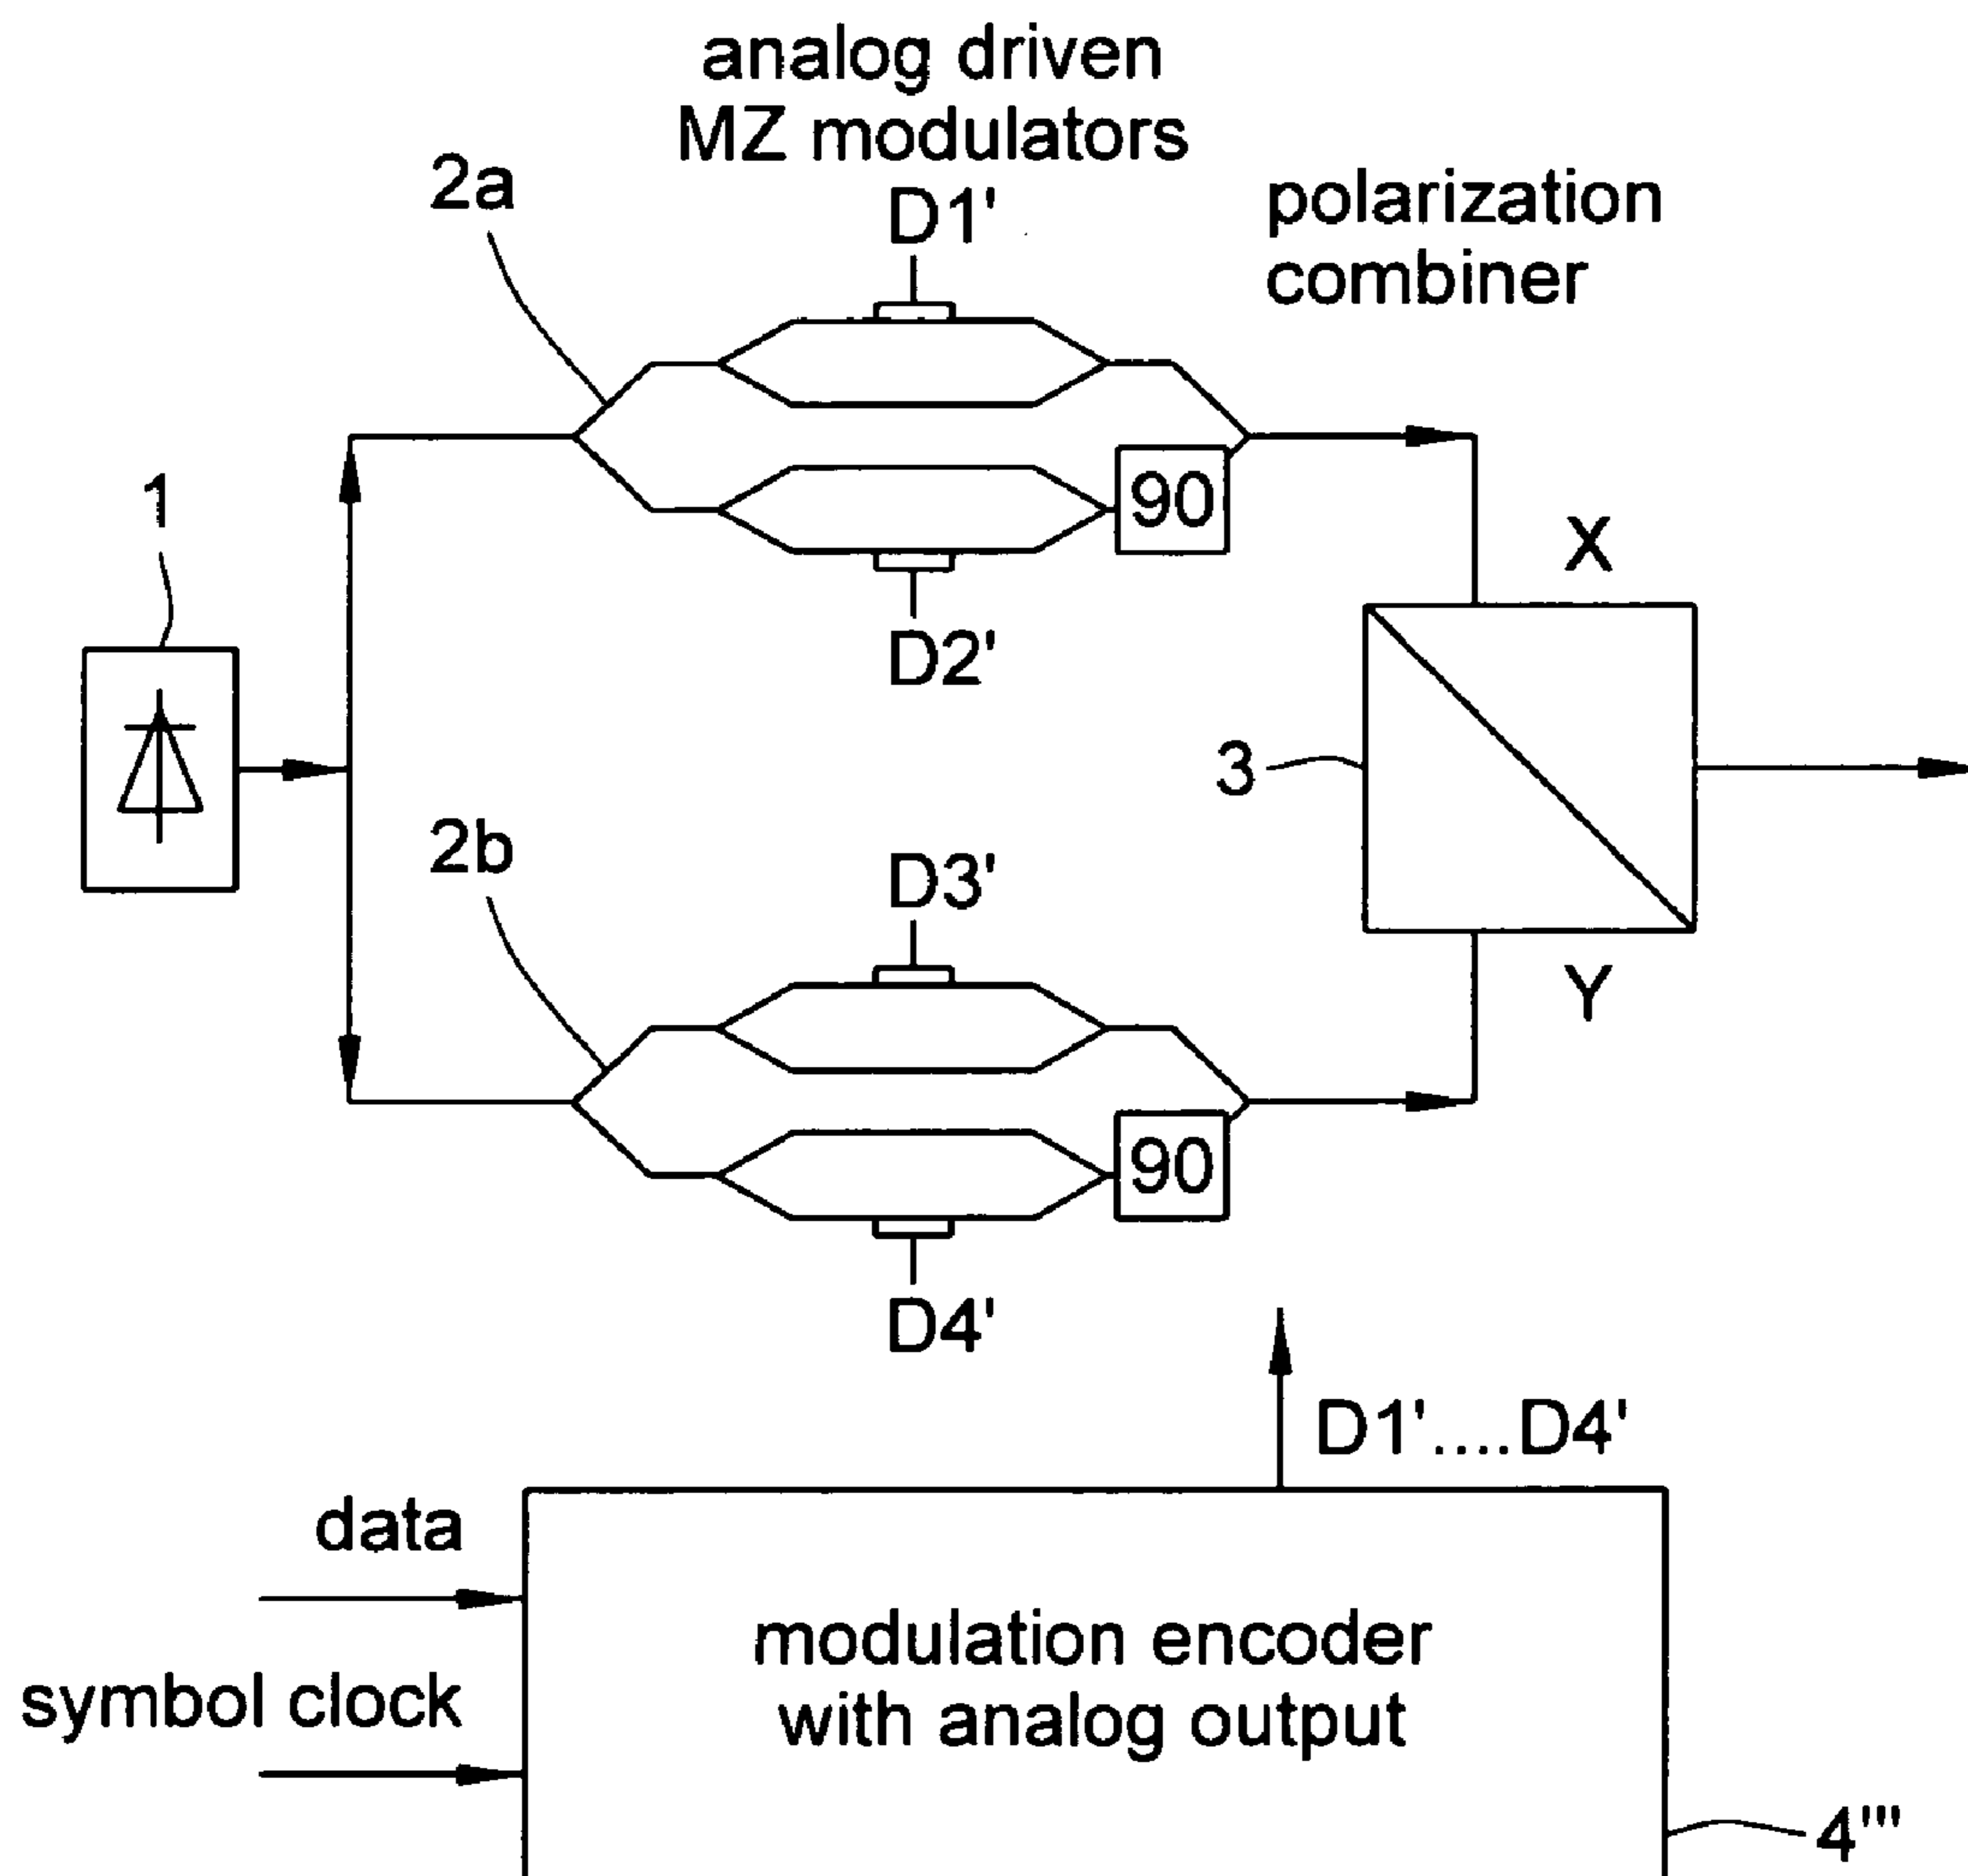 analog driven
MZ modulators
2a
D1'
polarization
combiner
1
90
X
D2'
3
2b
D3'
Y
90
D4'
D1'....D4'
data
modulation encoder
symbol clock
with analog output
4'''